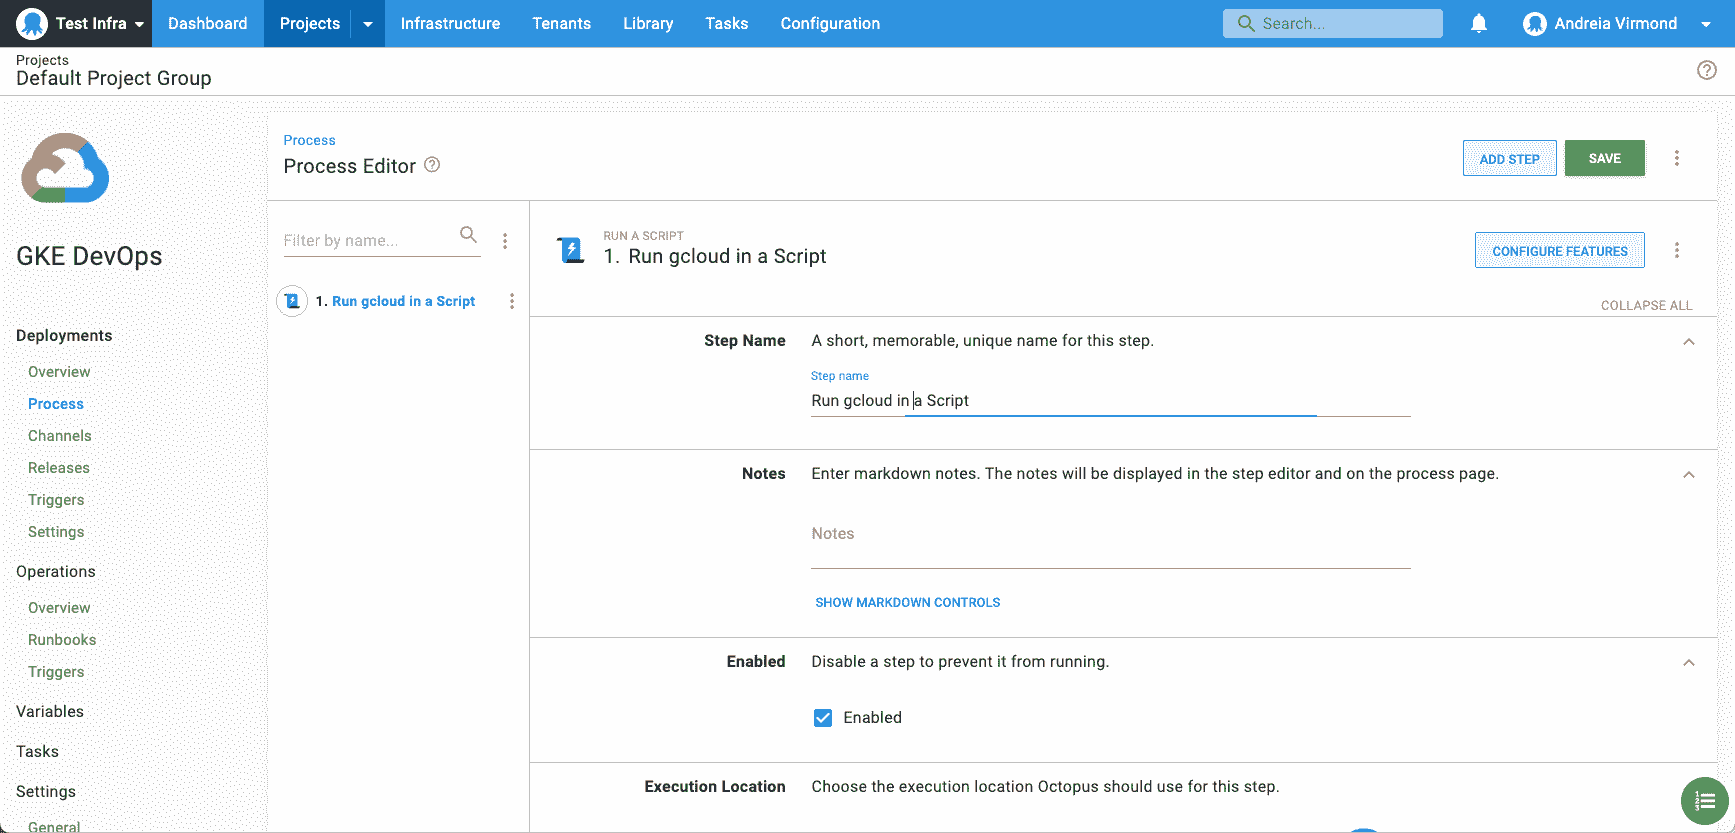 Test Infra
Dashboard
Projects
Infrastructure
Tenants
Library
Tasks
Configuration
Search...
Andreia Virmond
Projects
Default Project Group
GKE DevOps
Deployments
Overview
Process
Channels
Releases
Triggers
Settings
Operations
Overview
Runbooks
Triggers
Variables
Tasks
Settings
General
Process
Process Editor
ADD STEP
SAVE
Filter by name...
1. Run gcloud in a Script
RUN A SCRIPT
1. Run gcloud in a Script
CONFIGURE FEATURES
COLLAPSE ALL
Step Name
A short, memorable, unique name for this step.
Step name
Run gcloud in a Script
Notes
Enter markdown notes. The notes will be displayed in the step editor and on the process page.
Notes
SHOW MARKDOWN CONTROLS
Enabled
Disable a step to prevent it from running.
Enabled
Execution Location
Choose the execution location Octopus should use for this step.